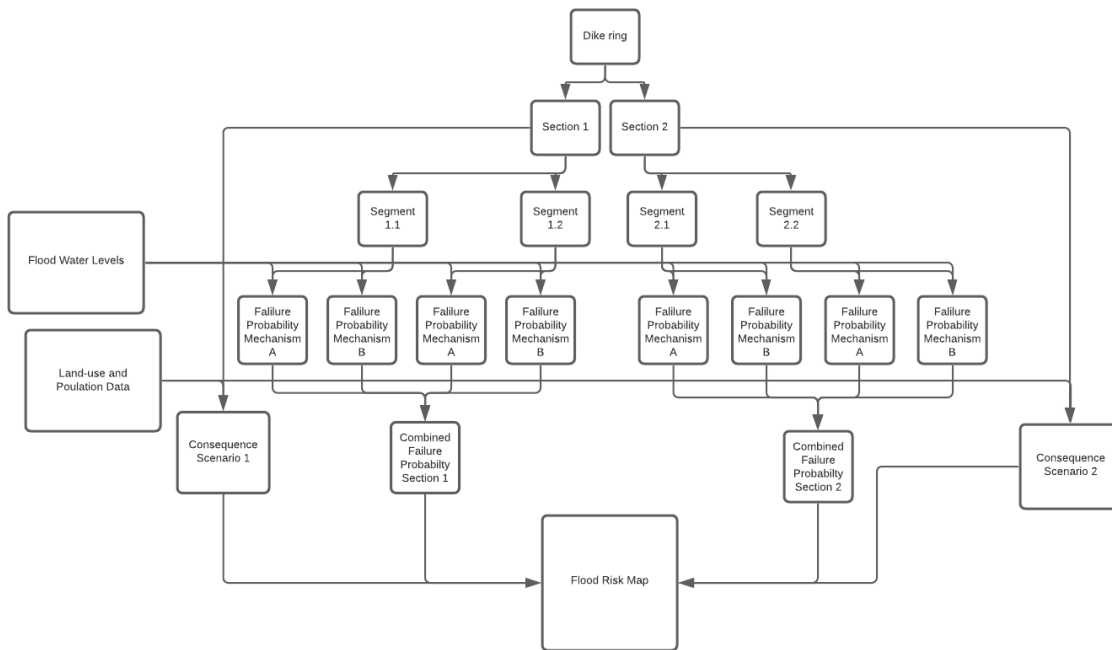 Dike ring
Section 1
Section 2
Segment
1.1
Segment
1.2
Segment
2.1
Segment
2.2
Flood Water Levels
Falilure
Probability
Mechanism
A
Falilure
Probability
Mechanism
B
Falilure
Probability
Mechanism
A
Falilure
Probability
Mechanism
B
Falilure
Probability
Mechanism
A
Falilure
Probability
Mechanism
B
Falilure
Probability
Mechanism
A
Falilure
Probability
Mechanism
B
Land-use and
Poulation Data
Consequence
Scenario 1
Combined
Failure
Probabilty
Section 1
Combined
Failure
Probabilty
Section 2
Consequence
Scenario 2
Flood Risk Map